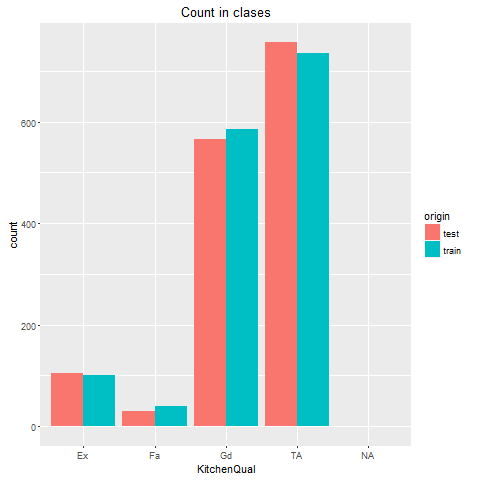 Count in clases
count
600
400
200
0
Ex Fa Gd TA NA
KitchenQual
origin
test
train